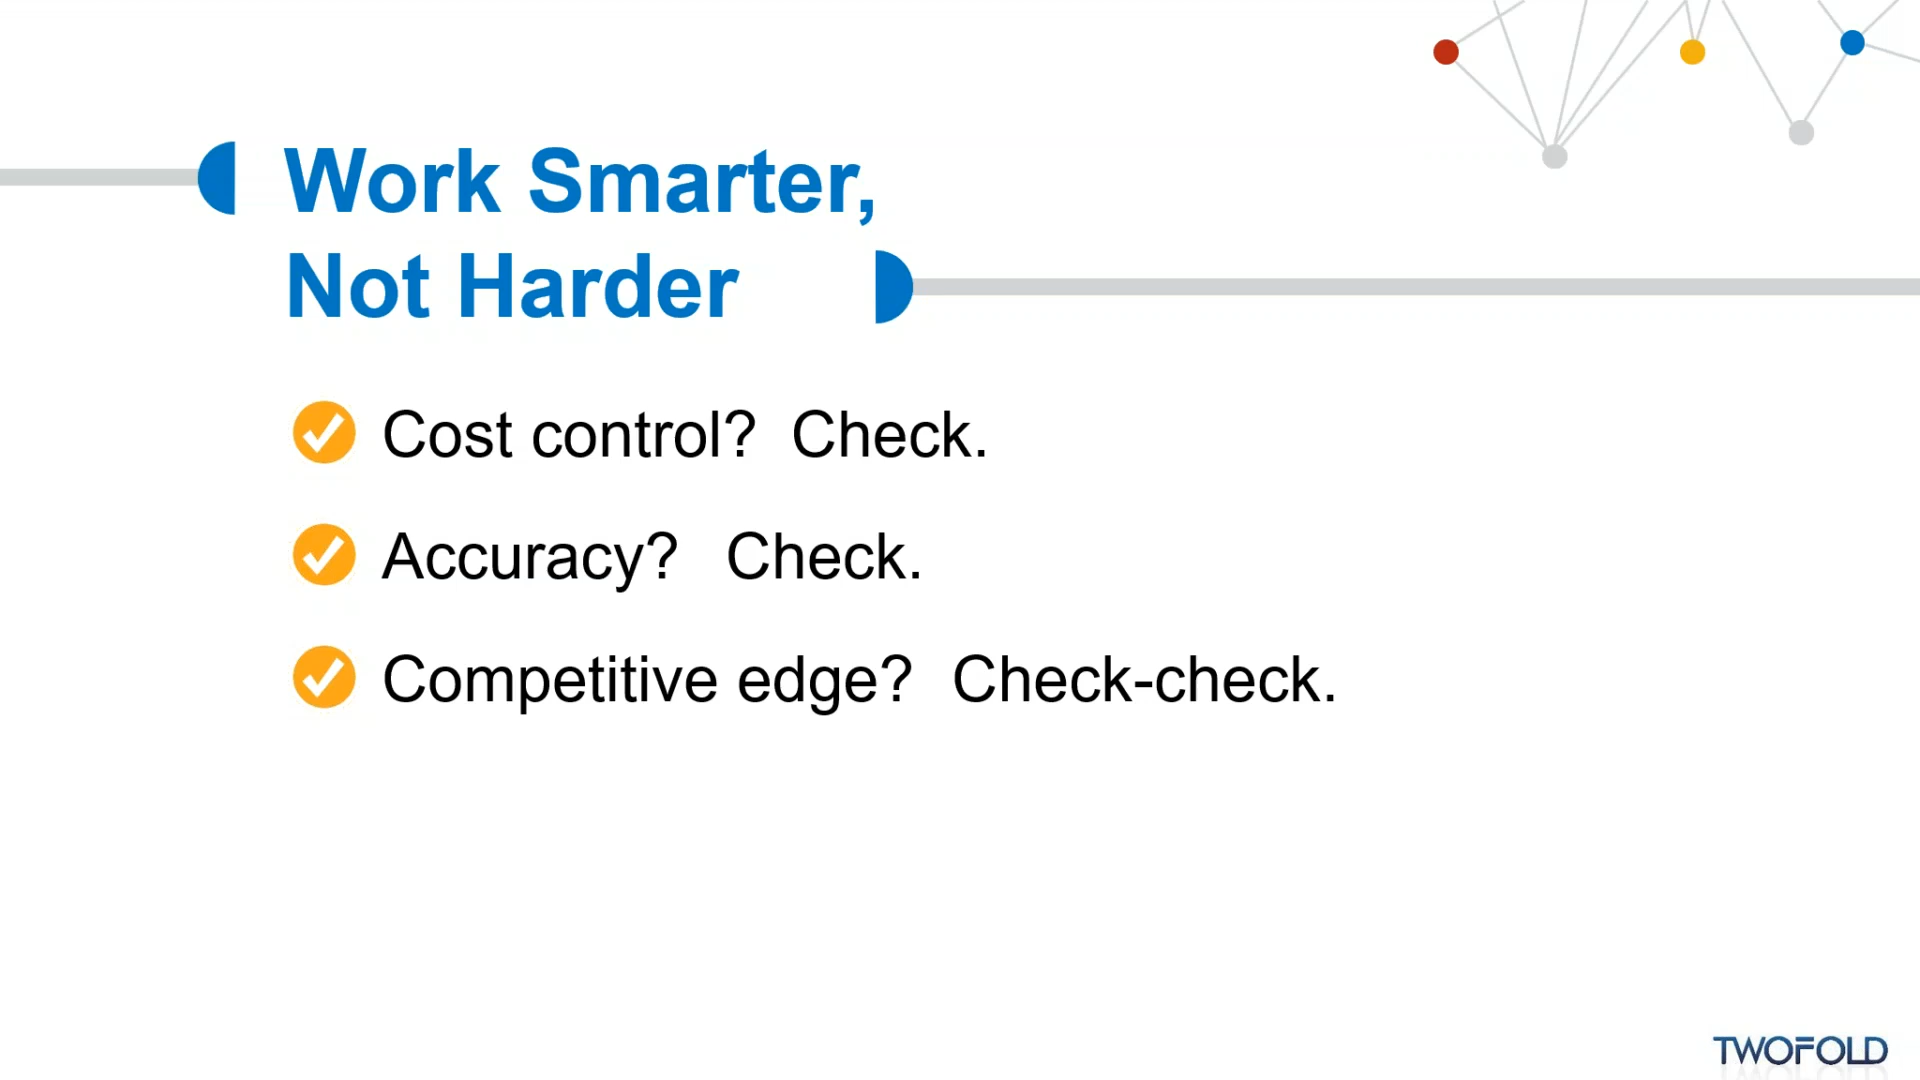 Work Smarter,
Not Harder
Cost control?  Check.
Accuracy?  Check.
Competitive edge?  Check-check.
TWOFOLD